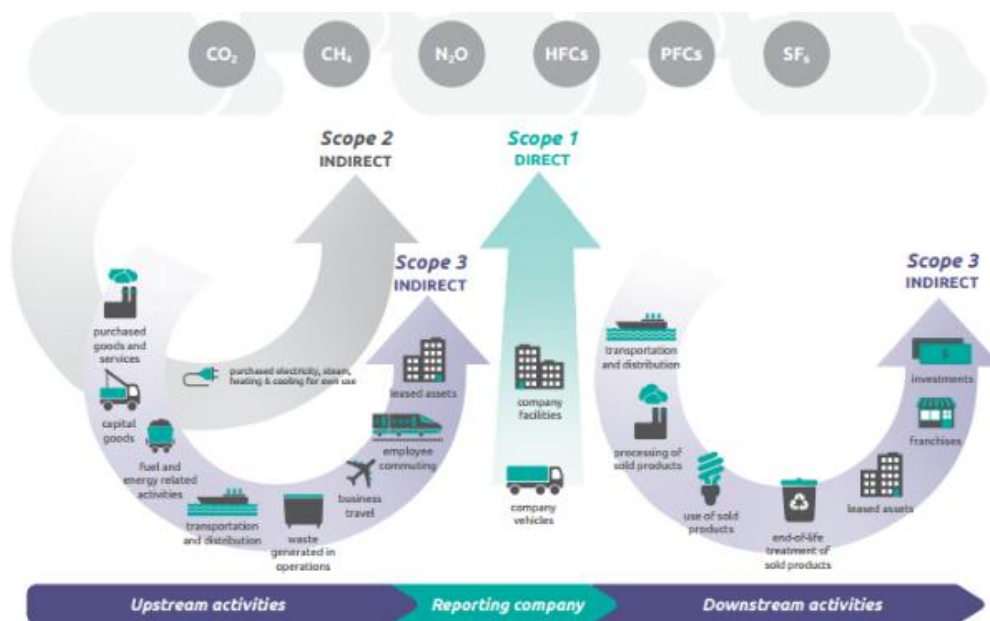 CO₂
CH₄
N₂O
HFCs
PFCs
SF₆
Scope 2
INDIRECT
Scope 1
DIRECT
Scope 3
INDIRECT
Scope 3
INDIRECT
purchased
goods and
services
capital
goods
fuel and
energy related
activities
transportation
and distribution
waste
generated in
operations
business
travel
employee
commuting
leased assets
purchased electricity, steam,
heating & cooling for own use
company
facilities
company
vehicles
transportation
and distribution
processing of
sold products
use of sold
products
end-of-life
treatment of
sold products
leased assets
franchises
investments
$
Upstream activities
Reporting company
Downstream activities